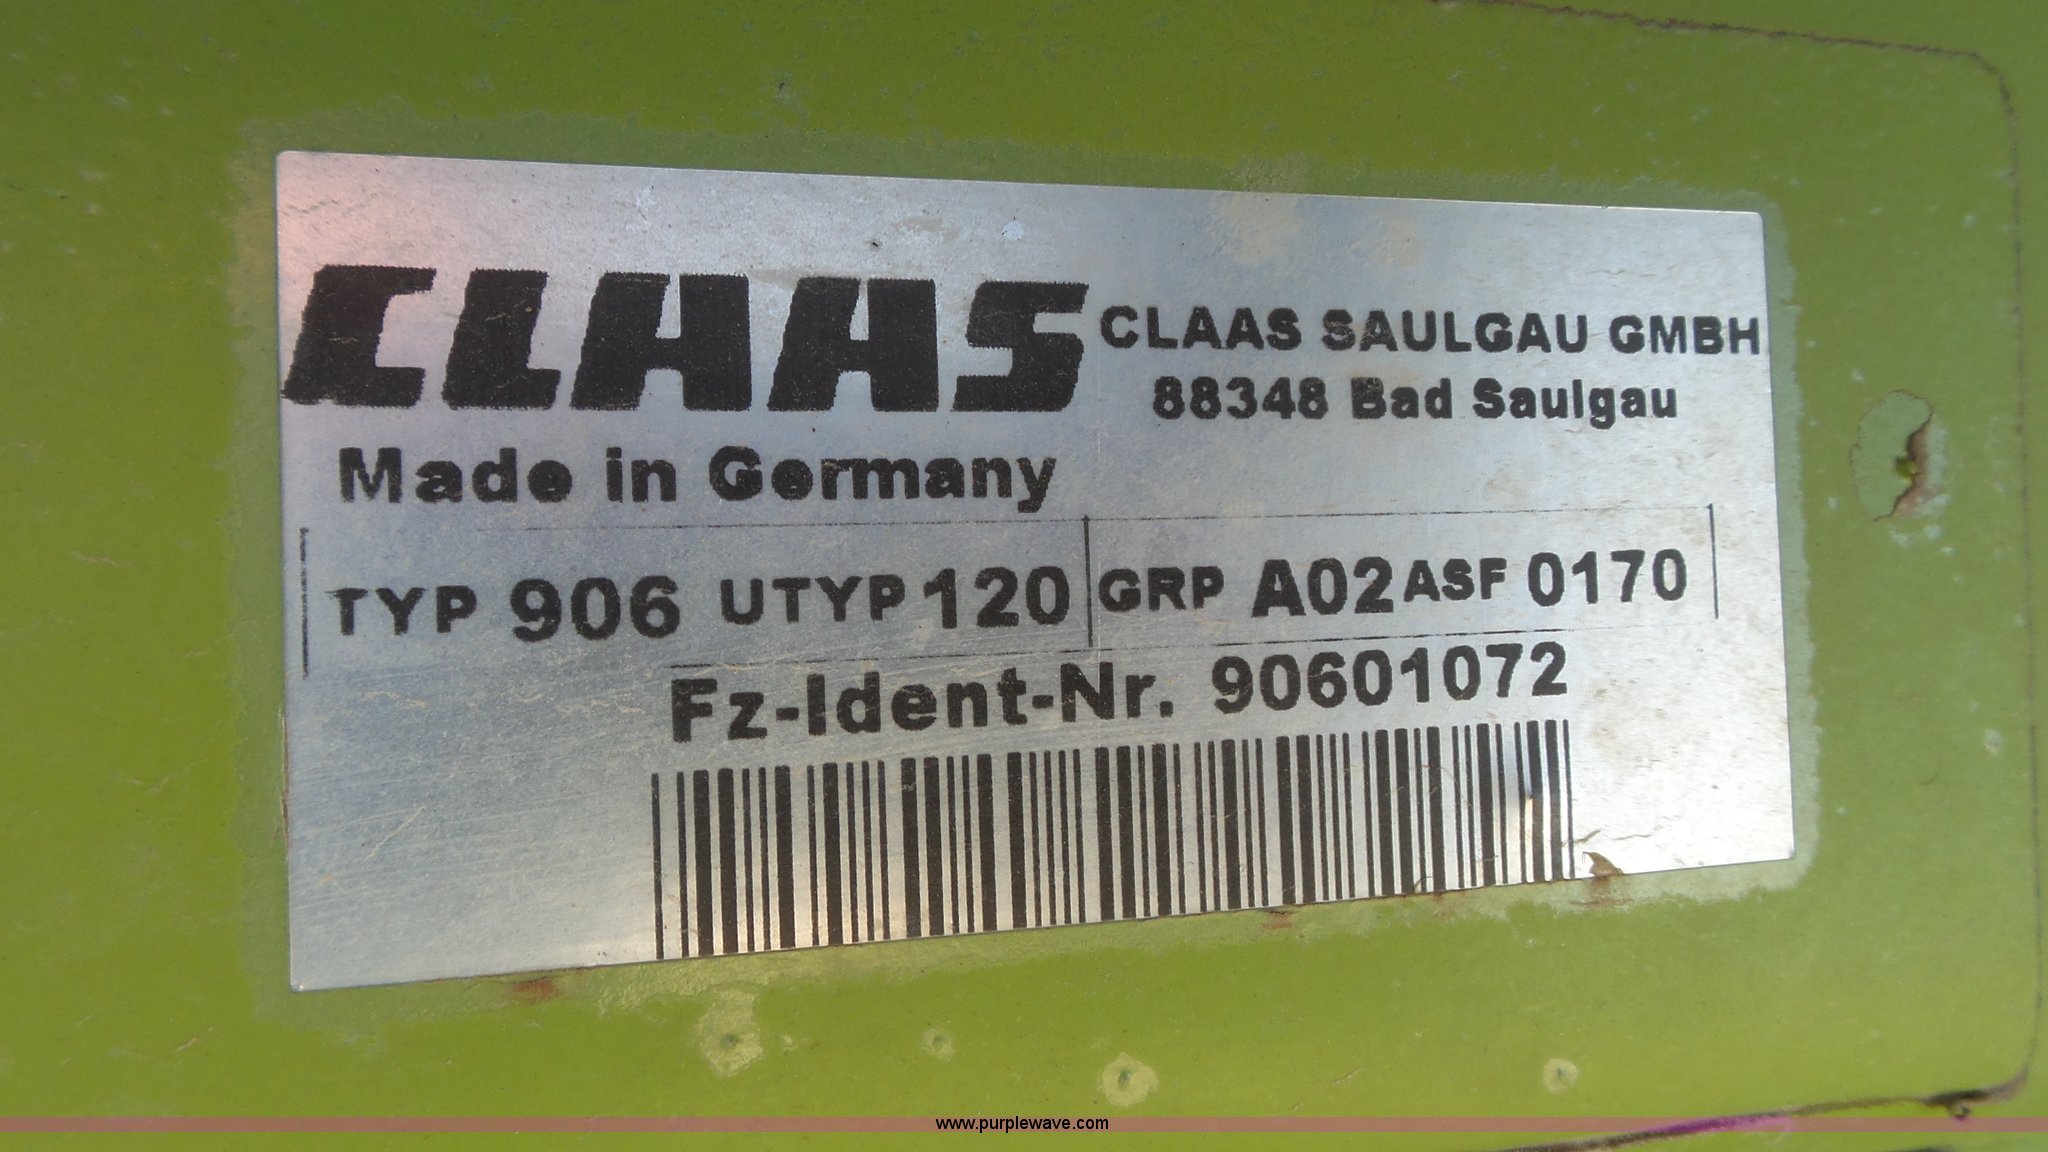 CLAAS
CLAAS SAULGAU GMBH
88348 Bad Saulgau
Made in Germany
TYP 906 UTYP 120 GRP A02 ASF 0170
Fz-Ident-Nr. 90601072
www.purplewave.com